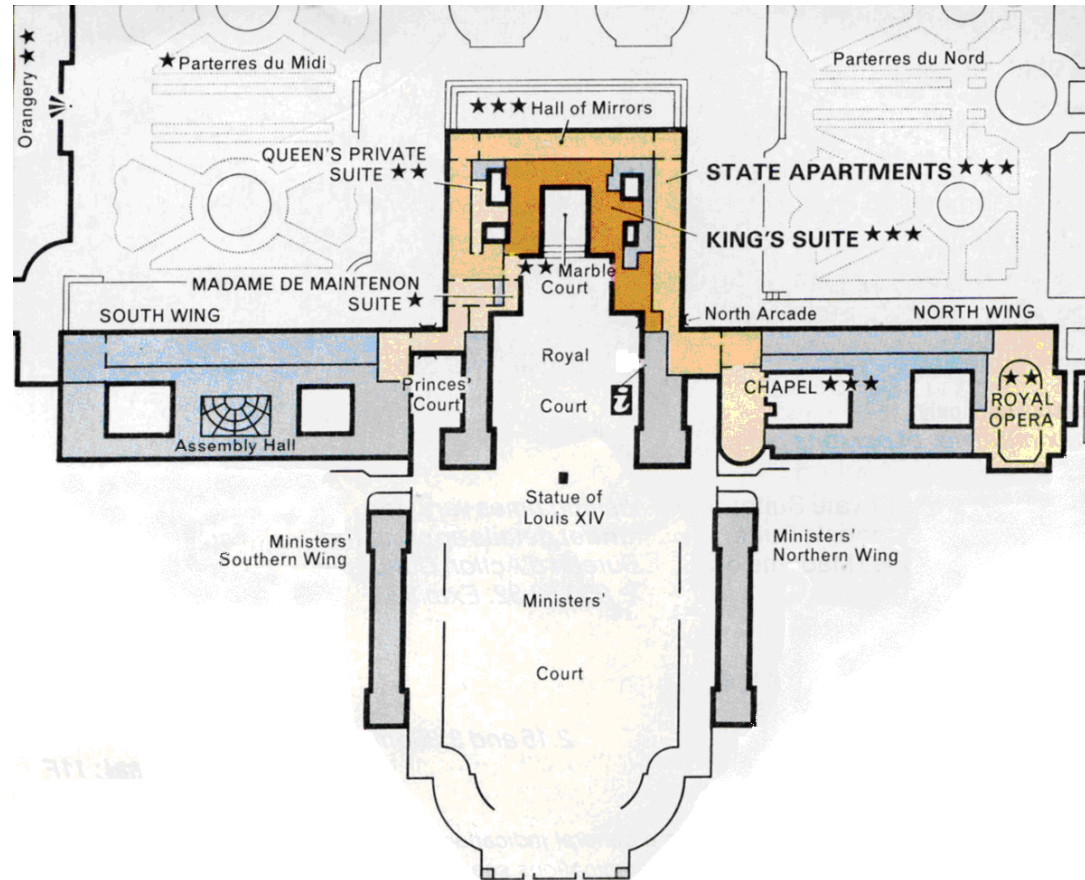 Orangery ★★
★ Parterres du Midi
Parterres du Nord
★★★ Hall of Mirrors
QUEEN'S PRIVATE
SUITE ★★
STATE APARTMENTS ★★★
KING'S SUITE ★★★
★★ Marble
Court
MADAME DE MAINTENON
SUITE ★
SOUTH WING
North Arcade
NORTH WING
Royal
Court
Princes'
Court
i
CHAPEL ★★★
★★
ROYAL
OPERA
Assembly Hall
Statue of
Louis XIV
Ministers'
Southern Wing
Ministers'
Northern Wing
Ministers'
Court